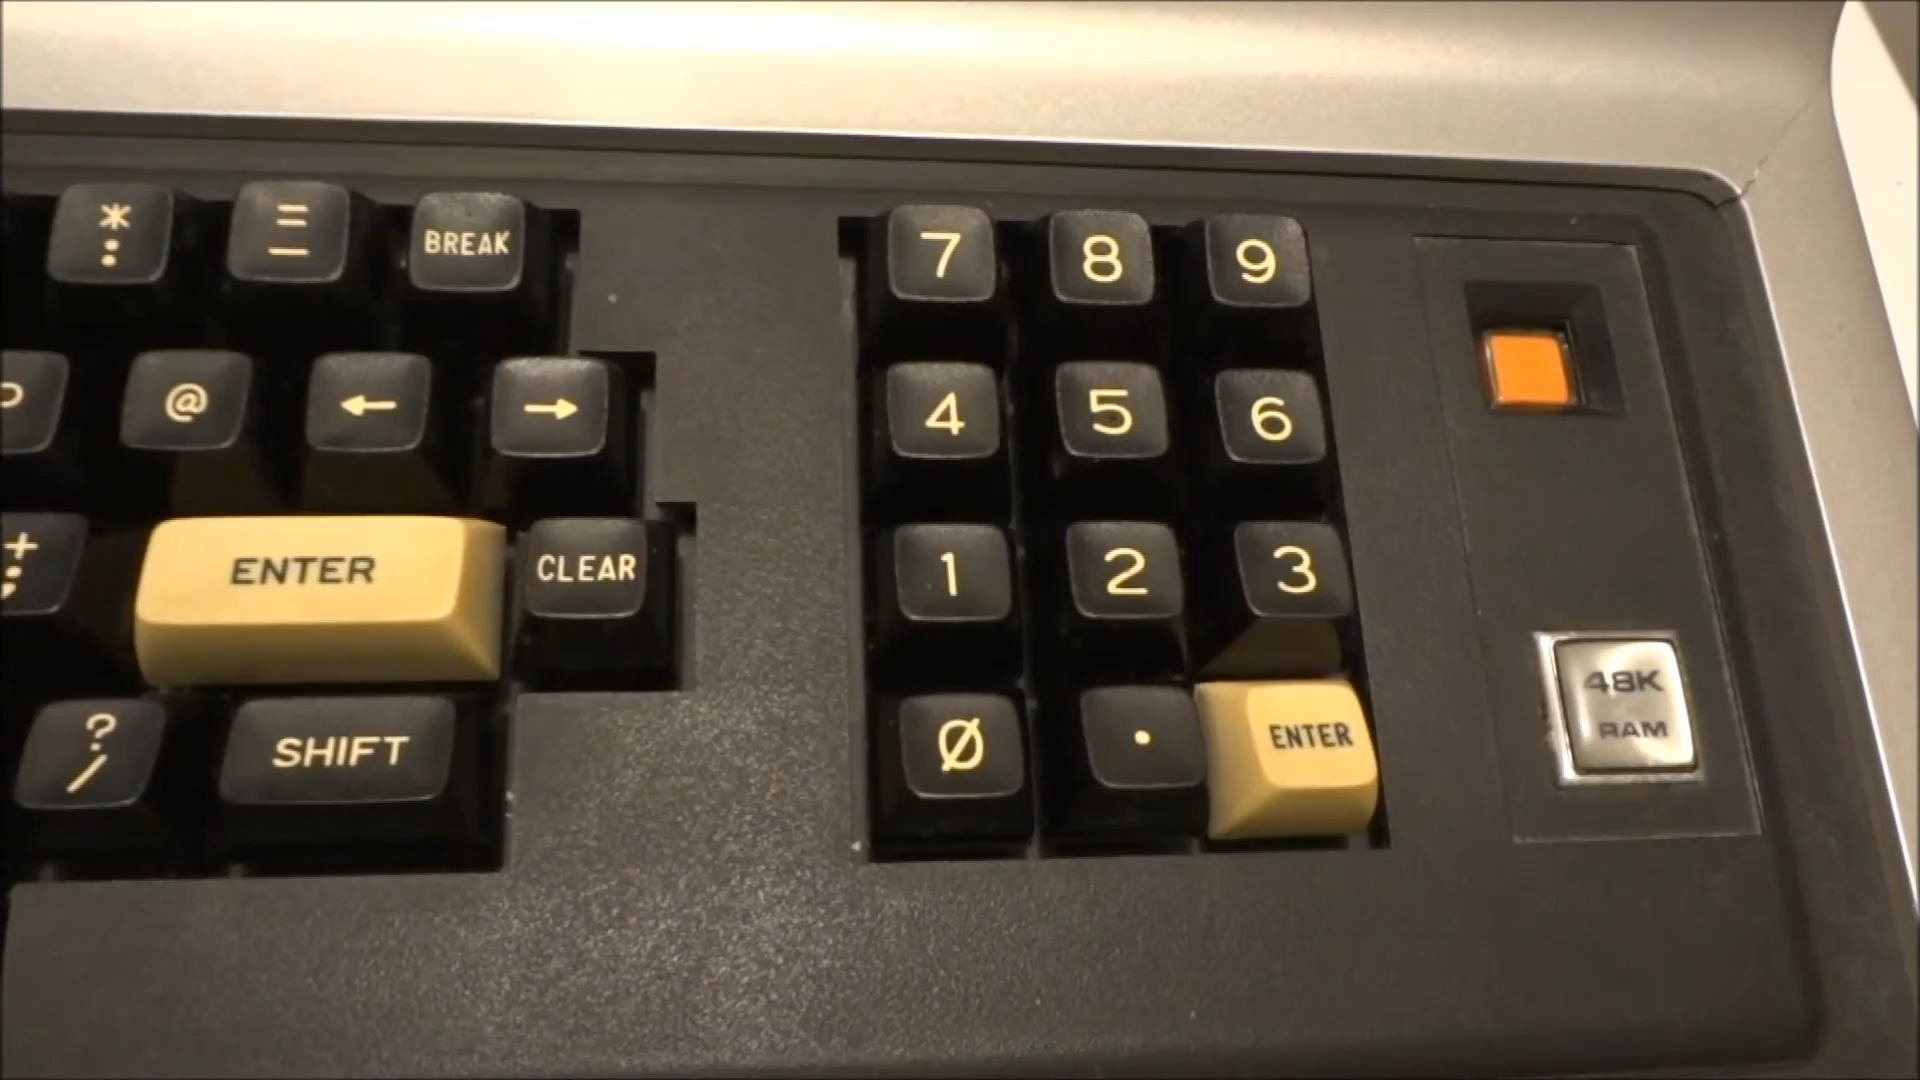 * = BREAK
: -
7 8 9
@ ← →
4 5 6
+
;
ENTER CLEAR
1 2 3
?
/
SHIFT
Ø . ENTER
48K
RAM